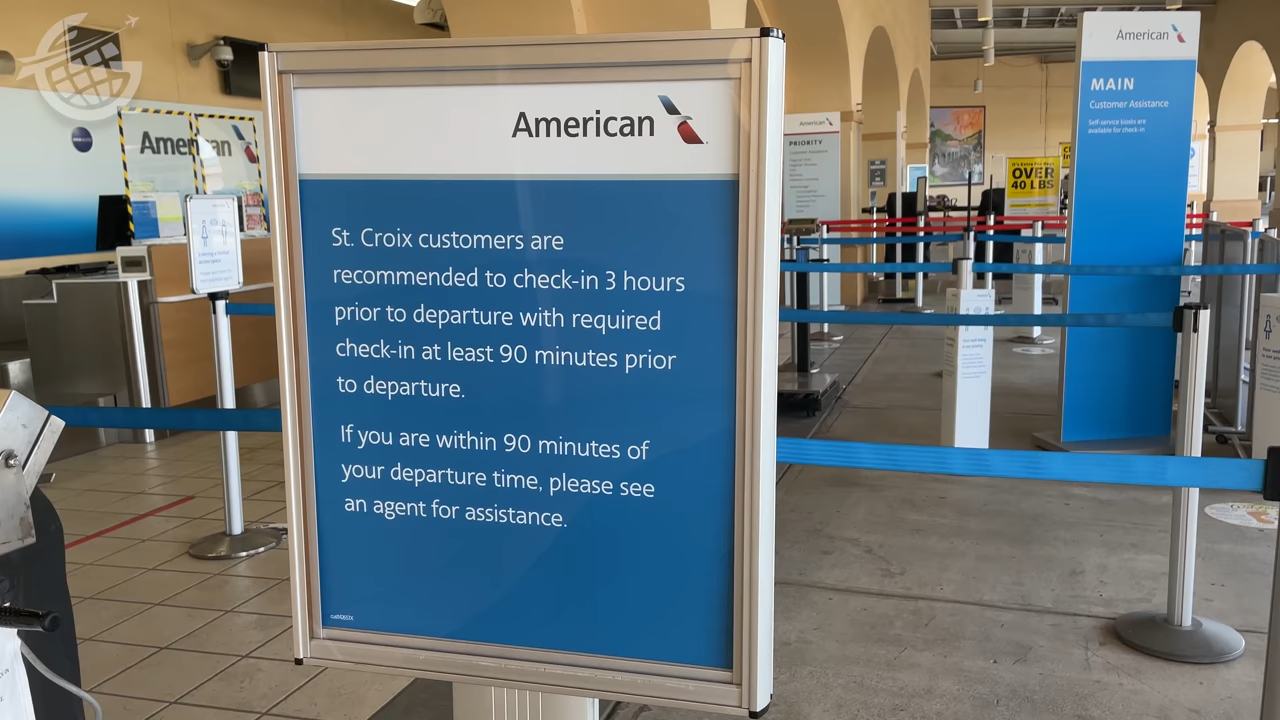 American
St. Croix customers are
recommended to check-in 3 hours
prior to departure with required
check-in at least 90 minutes prior
to departure.
If you are within 90 minutes of
your departure time, please see
an agent for assistance.
American
American
MAIN
Customer Assistance
Self-service kiosks are
available for check-in
American
PRIORITY
Customer Assistance
OVER
40 LBS